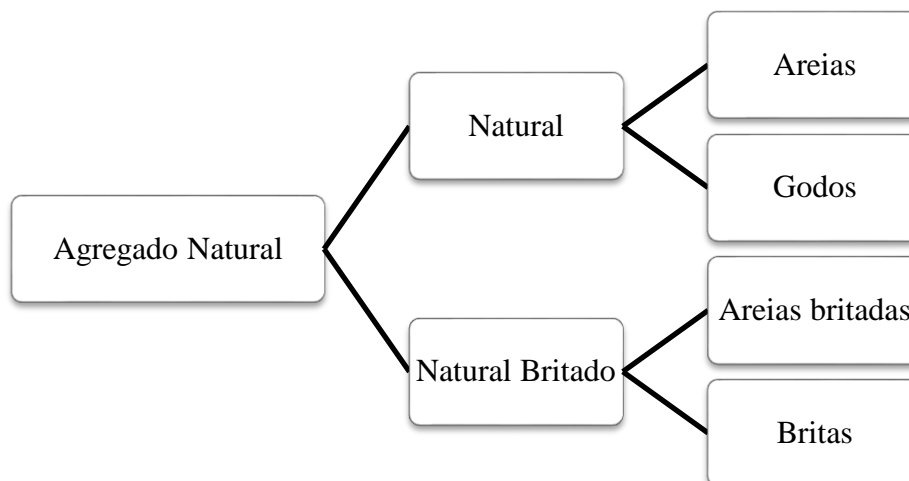 Agregado Natural
Natural
Areias
Godos
Natural Britado
Areias britadas
Britas